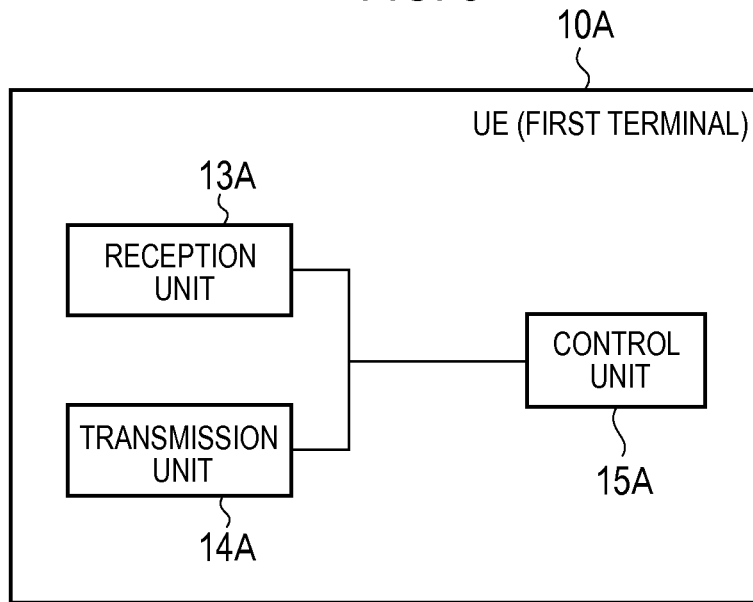 10A
UE (FIRST TERMINAL)
13A
RECEPTION
UNIT
CONTROL
UNIT
TRANSMISSION
UNIT
15A
14A